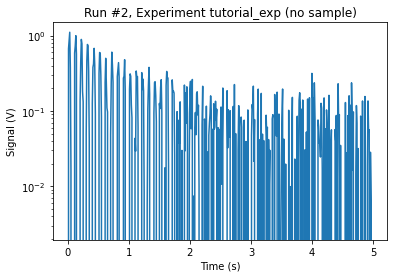 Run #2, Experiment tutorial_exp (no sample)
10⁰
10⁻¹
10⁻²
Signal (V)
0 1 2 3 4 5
Time (s)